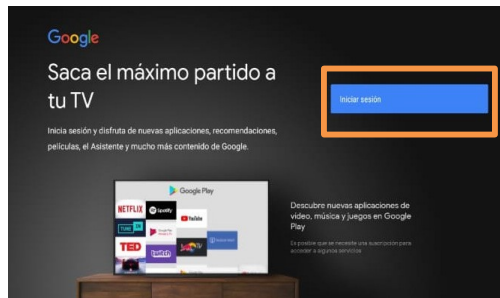 Google
Saca el máximo partido a
tu TV
Iniciar sesión
Inicia sesión y disfruta de nuevas aplicaciones, recomendaciones,
películas, el Asistente y mucho más contenido de Google.
Google Play
NETFLIX
Spotify
YouTube
TUNE
TED
twitch
Descubre nuevas aplicaciones de
vídeo, música y juegos en Google
Play
Es posible que se necesite una suscripción para
acceder a algunos servicios